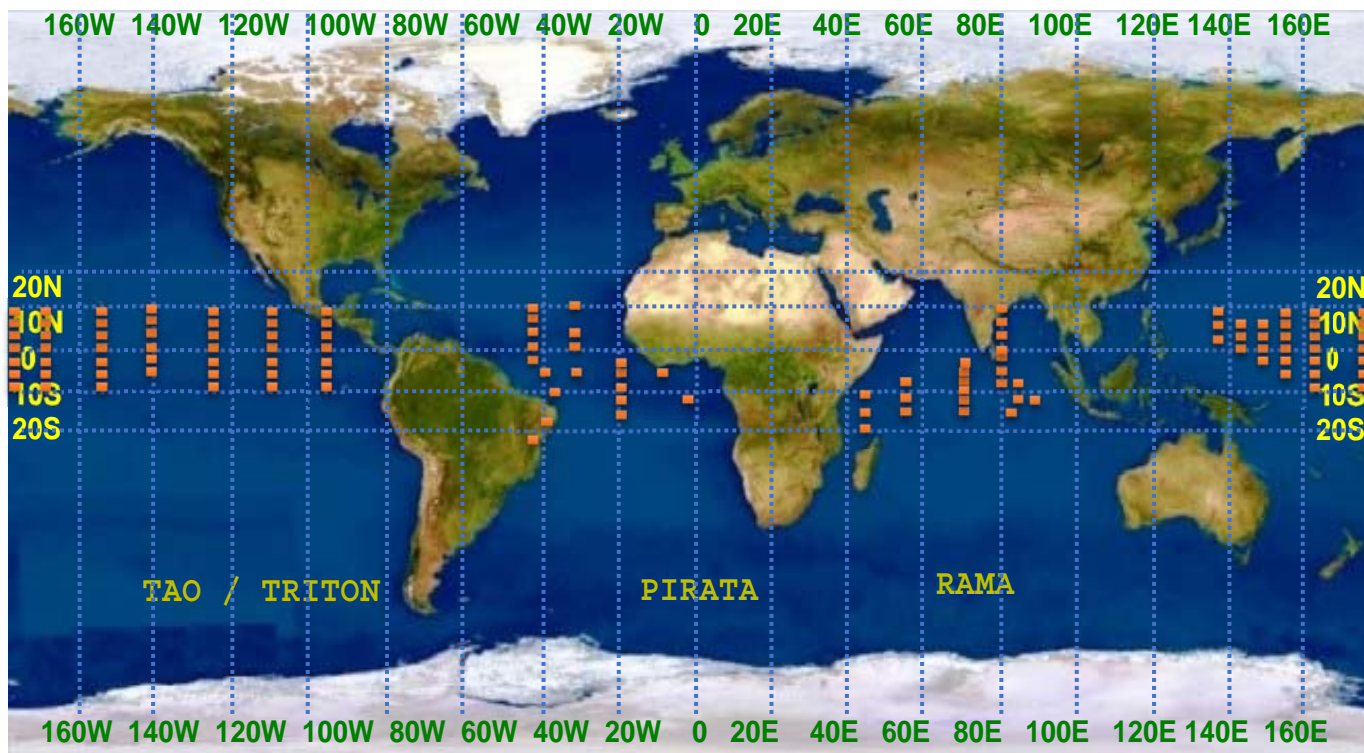 160W 140W 120W 100W 80W 60W 40W 20W 0 20E 40E 60E 80E 100E 120E 140E 160E
20N 20N
10N 10N
0 0
10S 10S
20S 20S
TAO / TRITON PIRATA RAMA
160W 140W 120W 100W 80W 60W 40W 20W 0 20E 40E 60E 80E 100E 120E 140E 160E